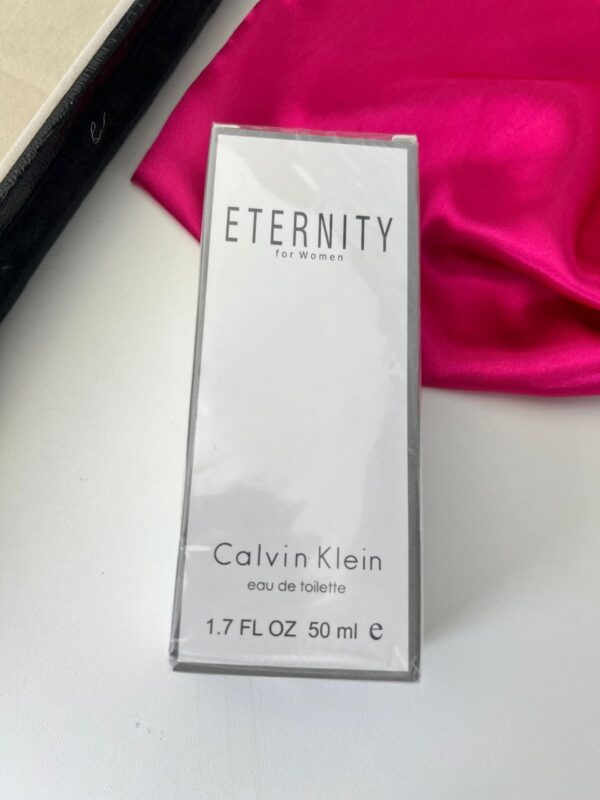 ETERNITY
for Women
Calvin Klein
eau de toilette
1.7 FL OZ 50 ml e